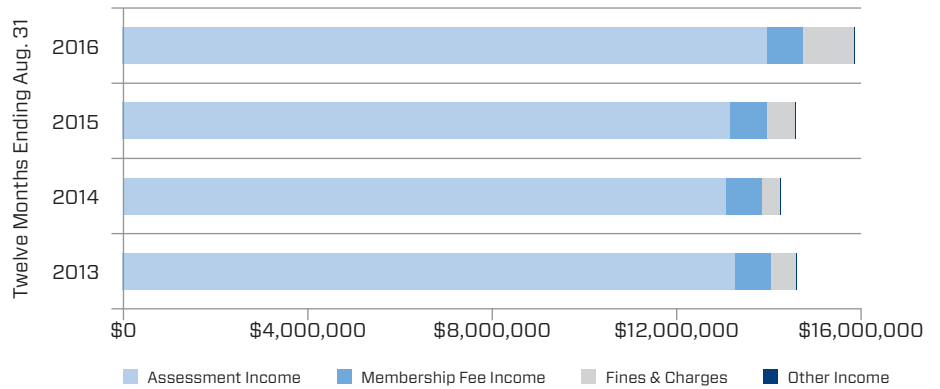 Twelve Months Ending Aug. 31
2016
2015
2014
2013
$0 $4,000,000 $8,000,000 $12,000,000 $16,000,000
Assessment Income Membership Fee Income Fines & Charges Other Income